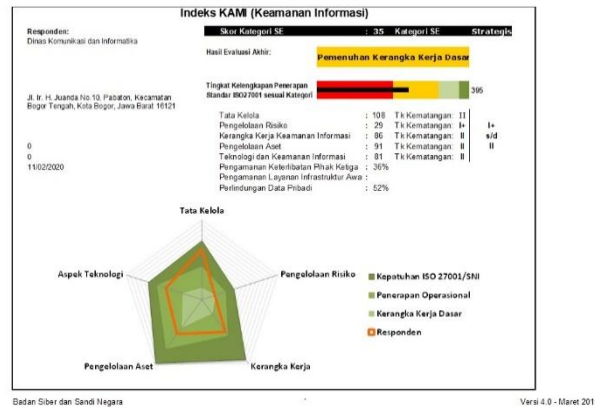 Indeks KAMI (Keamanan Informasi)
Responden:
Dinas Komunikasi dan Informatika
Skor Kategori SE : 35 Kategori SE Strategis
Hasil Evaluasi Akhir:
Pemenuhan Kerangka Kerja Dasar
Tingkat Kelengkapan Penerapan
Standar ISO27001 sesuai Kategori
395
Jl. Ir. H. Juanda No.10, Pabaton, Kecamatan
Bogor Tengah, Kota Bogor, Jawa Barat 16121
0
0
11/02/2020
Tata Kelola : 108 Tk Kematangan: II
Pengelolaan Risiko : 29 Tk Kematangan: I+ I+
Kerangka Kerja Keamanan Informasi : 86 Tk Kematangan: II s/d
Pengelolaan Aset : 91 Tk Kematangan: II II
Teknologi dan Keamanan Informasi : 81 Tk Kematangan: II
Pengamanan Keterlibatan Pihak Ketiga : 36%
Pengamanan Layanan Infrastruktur Awa :
Perlindungan Data Pribadi : 52%
Tata Kelola
Aspek Teknologi
Pengelolaan Risiko
Pengelolaan Aset
Kerangka Kerja
Kepatuhan ISO 27001/SNI
Penerapan Operasional
Kerangka Kerja Dasar
Responden
Badan Siber dan Sandi Negara
Versi 4.0 - Maret 201